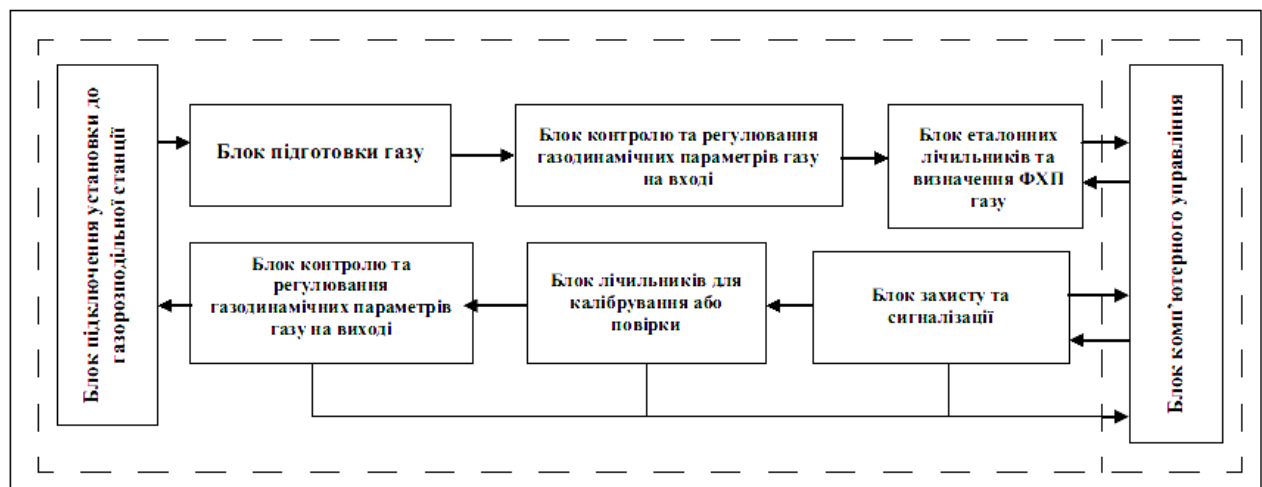 Блок підключення установки до
газорозподільної станції
Блок підготовки газу
Блок контролю та регулювання
газодинамічних параметрів газу
на вході
Блок еталонних
лічильників та
визначення ФХП
газу
Блок комп’ютерного управління
Блок контролю та
регулювання
газодинамічних параметрів
газу на виході
Блок лічильників для
калібрування або
повірки
Блок захисту та
сигналізації